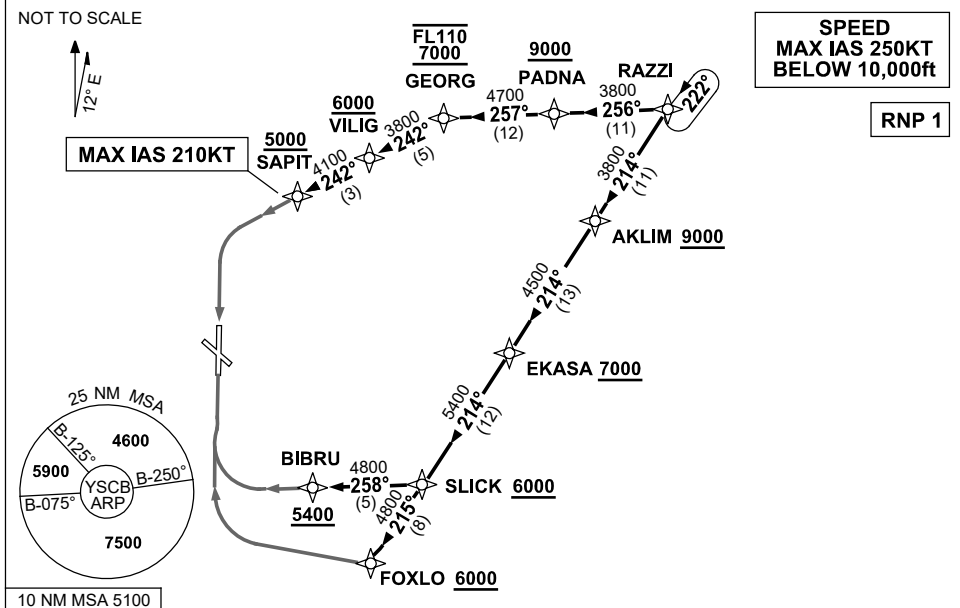 NOT TO SCALE
12° E
SPEED
MAX IAS 250KT
BELOW 10,000ft
RNP 1
FL110
7000
GEORG
9000
PADNA
RAZZI
222°
3800
256°
(11)
4700
257°
(12)
6000
VILIG
3800
242°
(5)
MAX IAS 210KT
5000
SAPIT
4100
242°
(3)
3800
214°
(11)
AKLIM 9000
4500
214°
(13)
EKASA 7000
5400
214°
(12)
SLICK 6000
BIBRU
5400
4800
258°
(5)
4800
215°
(8)
FOXLO 6000
25 NM MSA
B-125°
4600
5900
YSCB
ARP
B-250°
B-075°
7500
10 NM MSA 5100